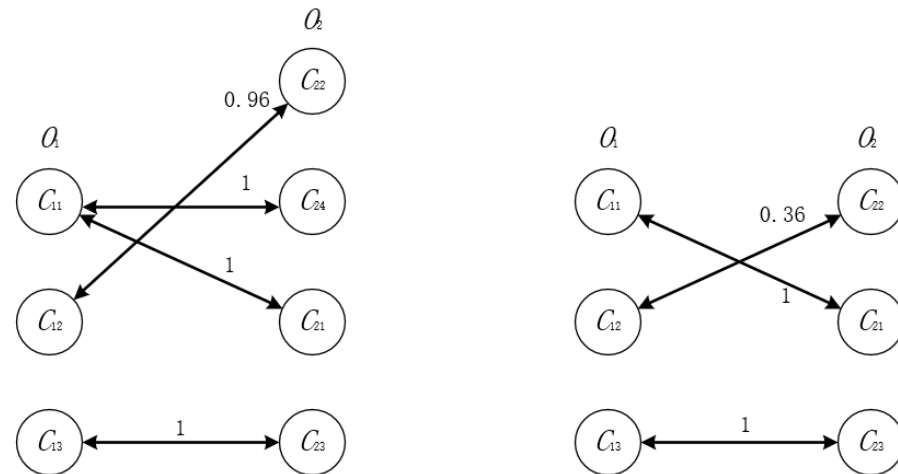 O₂
C₂₂
0.96
O₁
C₁₁
1
C₂₄
1
C₁₂
C₂₁
C₁₃
1
C₂₃
O₁
O₂
C₁₁
C₂₂
0.36
C₁₂
1
C₂₁
C₁₃
1
C₂₃